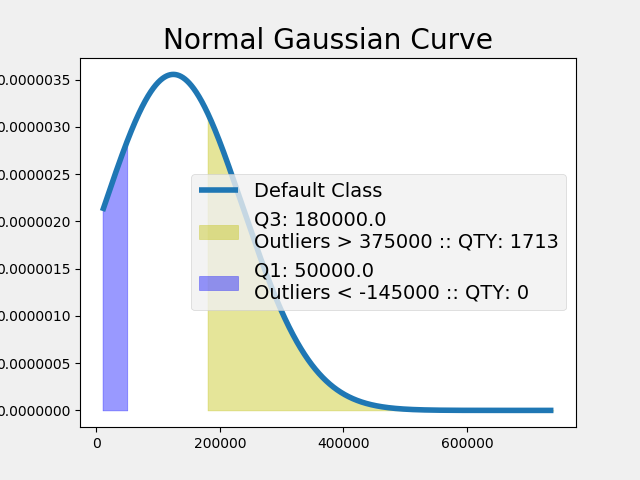 Normal Gaussian Curve
0.0000035
0.0000030
0.0000025
0.0000020
0.0000015
0.0000010
0.0000005
0.0000000
Default Class
Q3: 180000.0
Outliers > 375000 :: QTY: 1713
Q1: 50000.0
Outliers < -145000 :: QTY: 0
0
200000
400000
600000